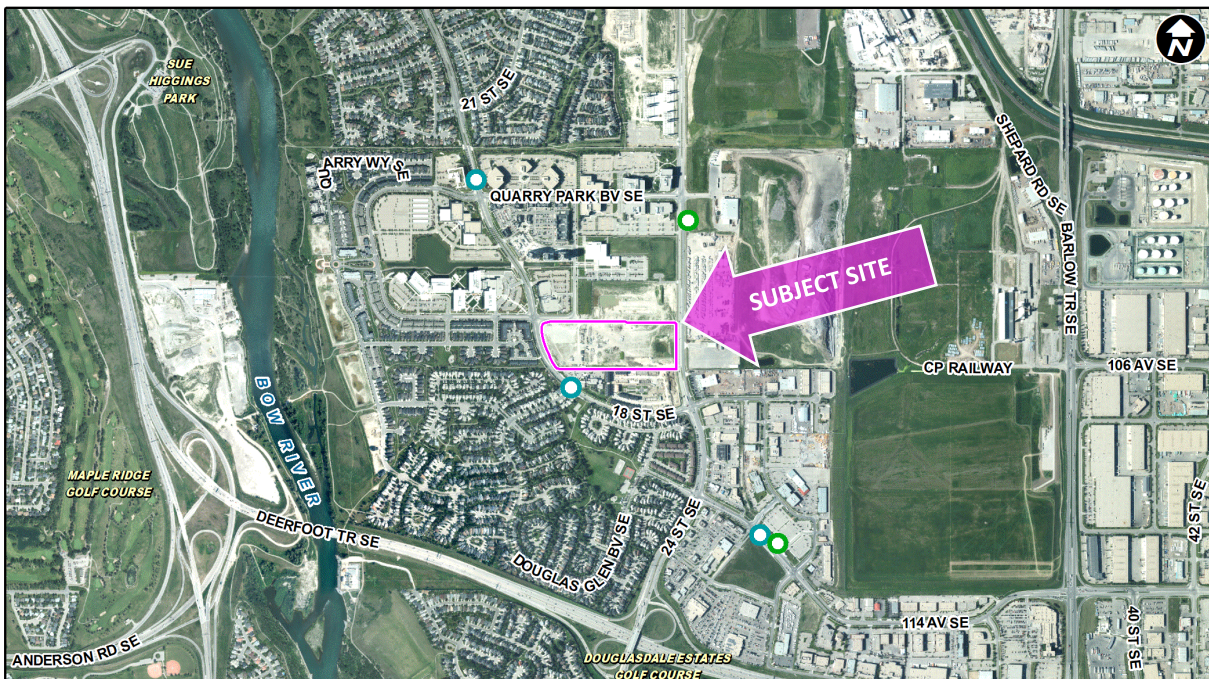 N
SUE
HIGGINGS
PARK
21 ST SE
SHEPARD RD SE
ARRY WY SE
QU
QUARRY PARK BV SE
BARLOW TR SE
SUBJECT SITE
CP RAILWAY
106 AV SE
BOW RIVER
18 ST SE
MAPLE RIDGE
GOLF COURSE
24 ST SE
42 ST SE
DEERFOOT TR SE
DOUGLAS GLEN BV SE
114 AV SE
40 ST SE
ANDERSON RD SE
DOUGLASDALE ESTATES
GOLF COURSE